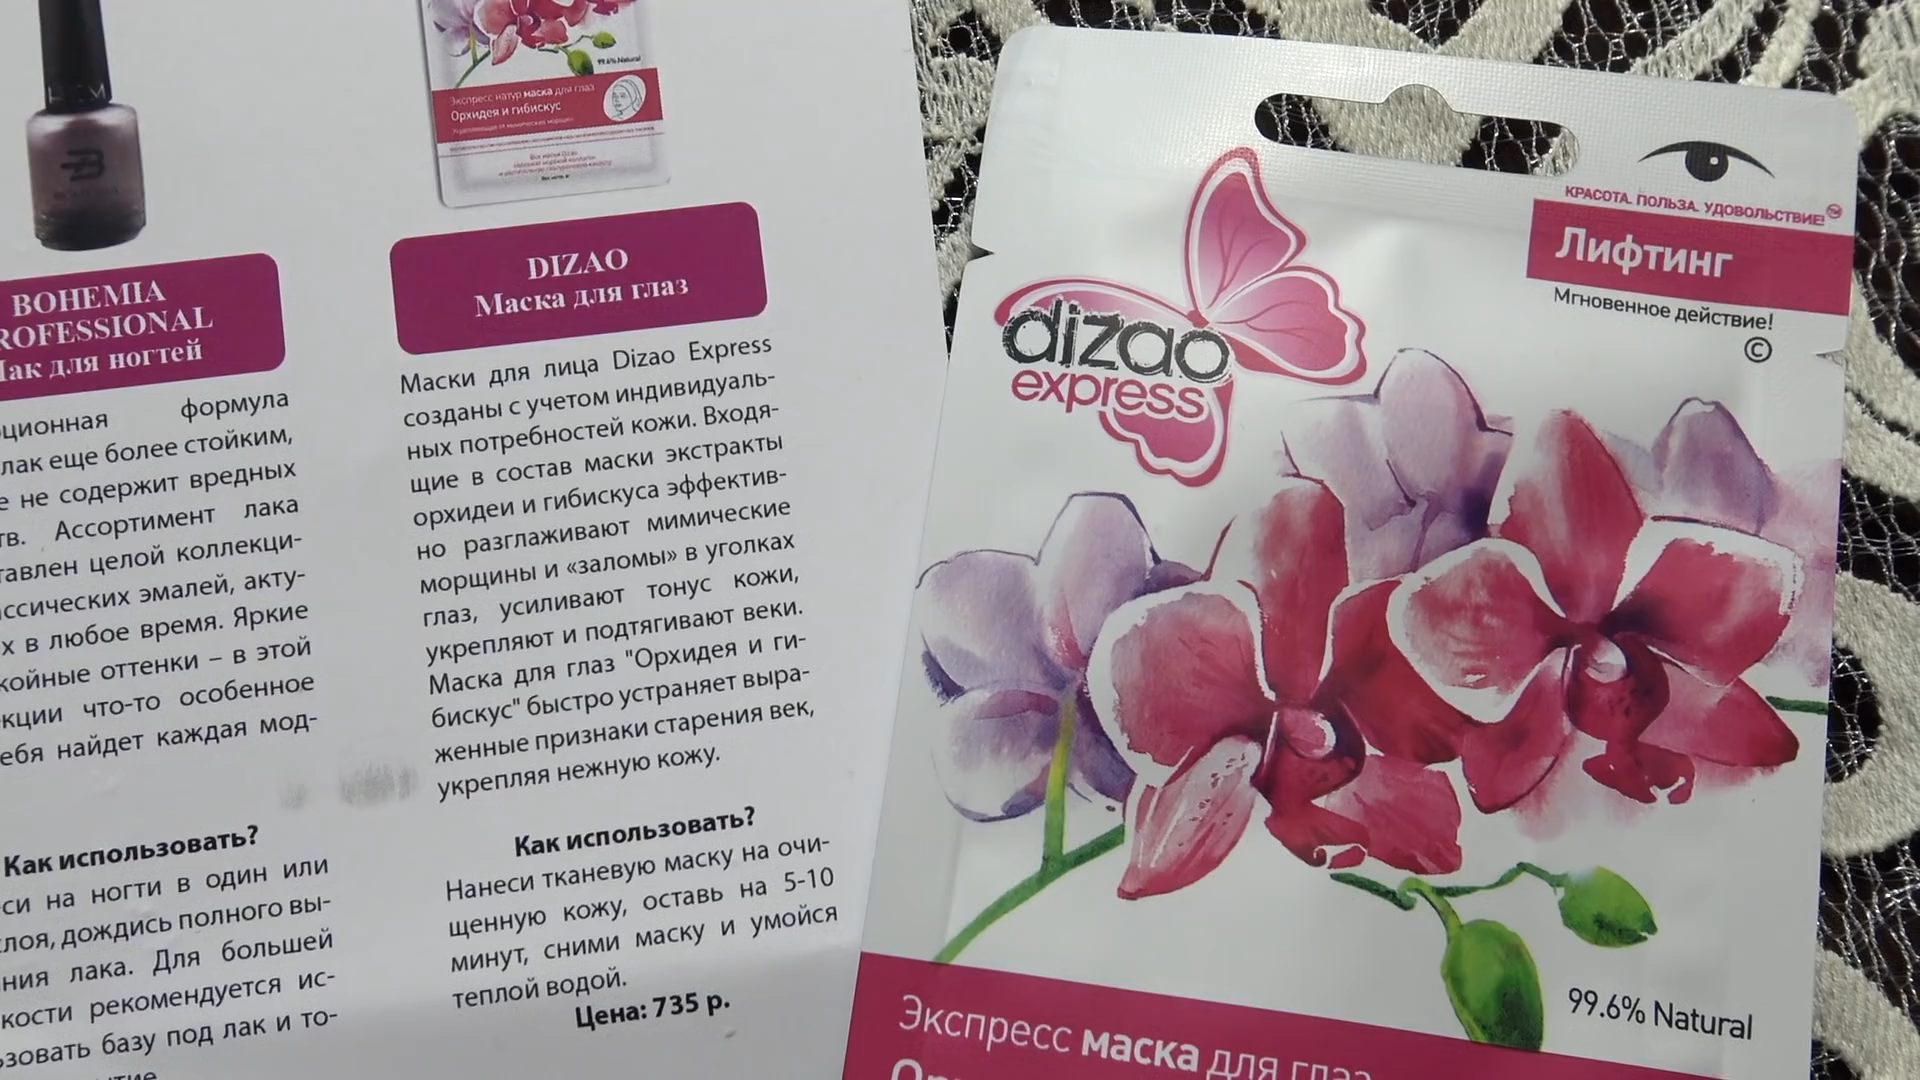 BOHEMIA
ROFESSIONAL
Лак для ногтей
формула
лак еще более стойким,
не содержит вредных
Ассортимент лака
целой коллекци-
эмалей, акту-
х в любое время. Яркие
оттенки – в этой
что-то особенное
найдет каждая мод-
Как использовать?
на ногти в один или
дождись полного вы-
лака. Для большей
рекомендуется ис-
базу под лак и то-
99.6% Natural
Экспресс натур маска для глаз
Орхидея и гибискус
DIZAO
Маска для глаз
Маски для лица Dizao Express
созданы с учетом индивидуаль-
ных потребностей кожи. Входя-
щие в состав маски экстракты
орхидеи и гибискуса эффектив-
но разглаживают мимические
морщины и «заломы» в уголках
глаз, усиливают тонус кожи,
укрепляют и подтягивают веки.
Маска для глаз "Орхидея и ги-
бискус" быстро устраняет выра-
женные признаки старения век,
укрепляя нежную кожу.
Как использовать?
Нанеси тканевую маску на очи-
щенную кожу, оставь на 5-10
минут, сними маску и умойся
теплой водой.
Цена: 735 р.
КРАСОТА. ПОЛЬЗА. УДОВОЛЬСТВИЕ!
Лифтинг
Мгновенное действие!
©
dizao
express
99.6% Natural
Экспресс маска для глаз